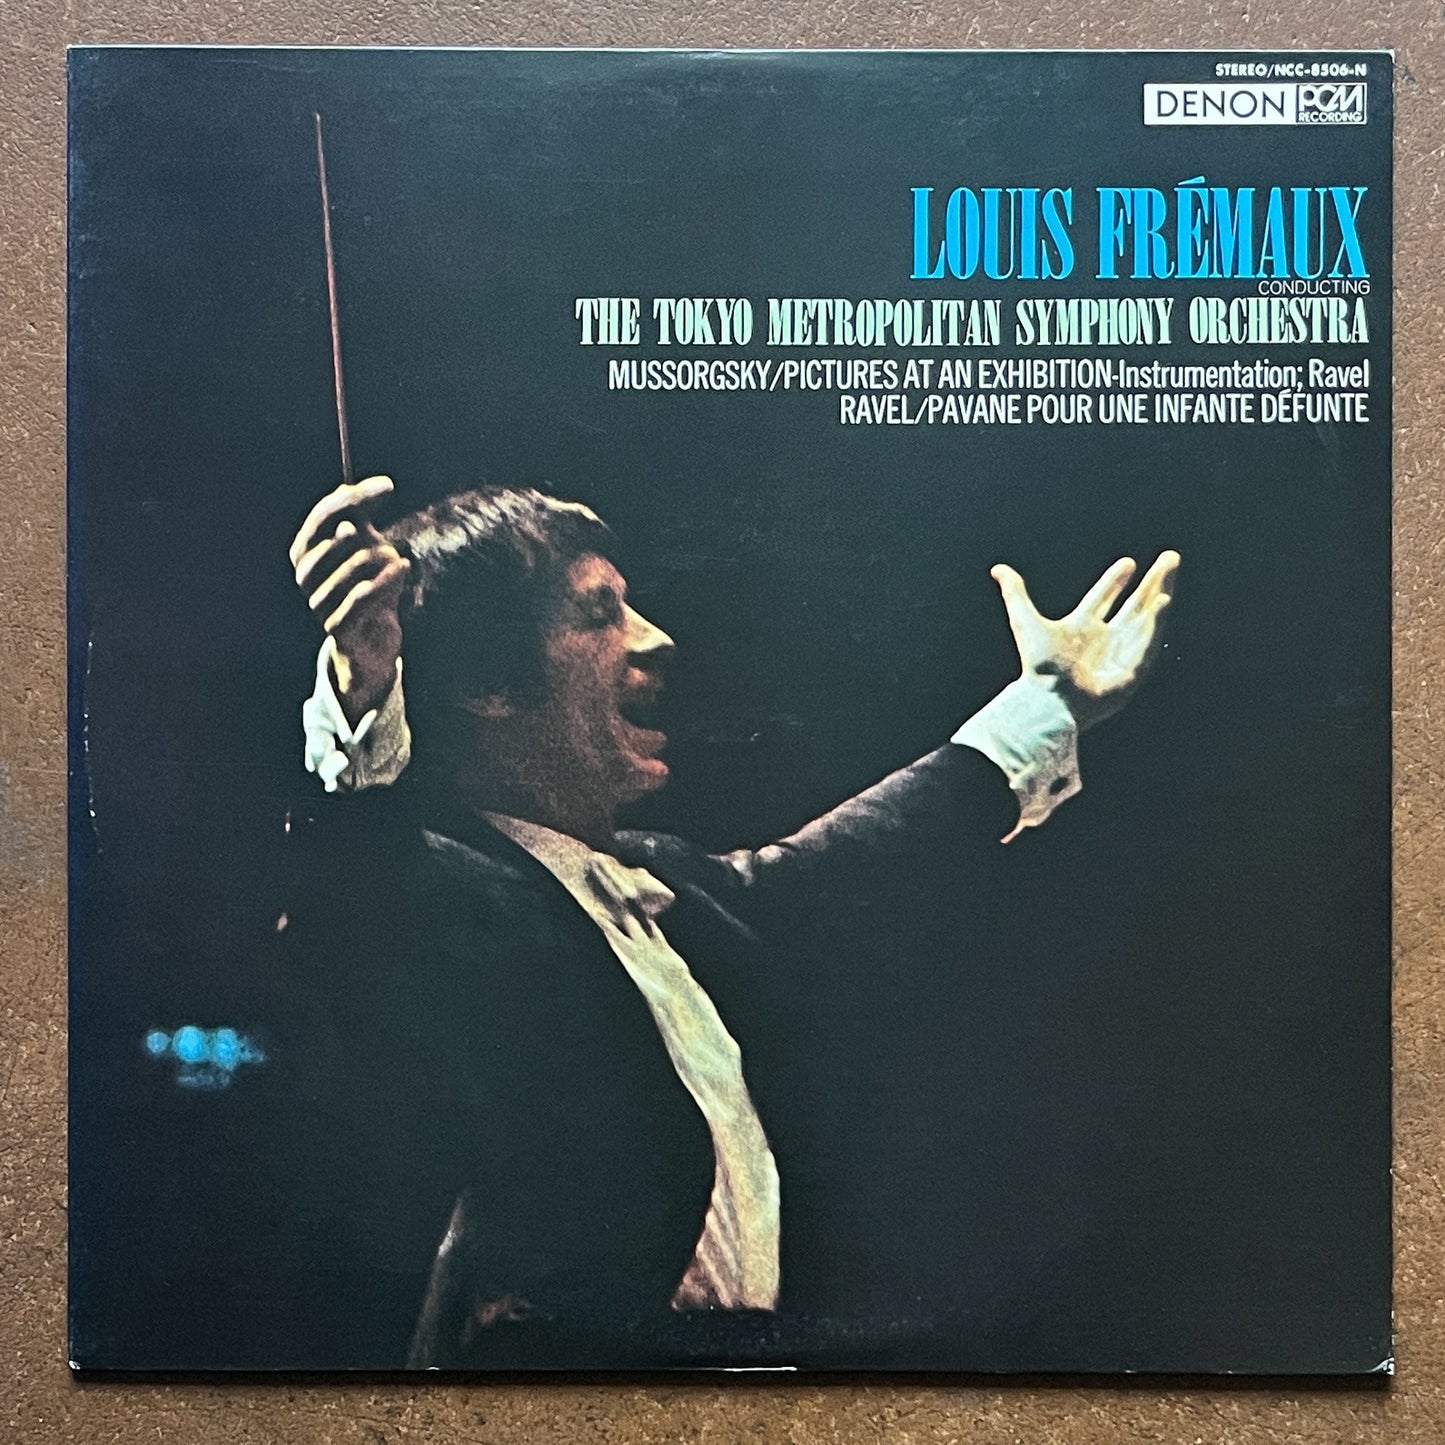 STEREO/NCC-8506-N
DENON PCM RECORDING
LOUIS FRÉMAUX
CONDUCTING
THE TOKYO METROPOLITAN SYMPHONY ORCHESTRA
MUSSORGSKY/PICTURES AT AN EXHIBITION-Instrumentation; Ravel
RAVEL/PAVANE POUR UNE INFANTE DÉFUNTE